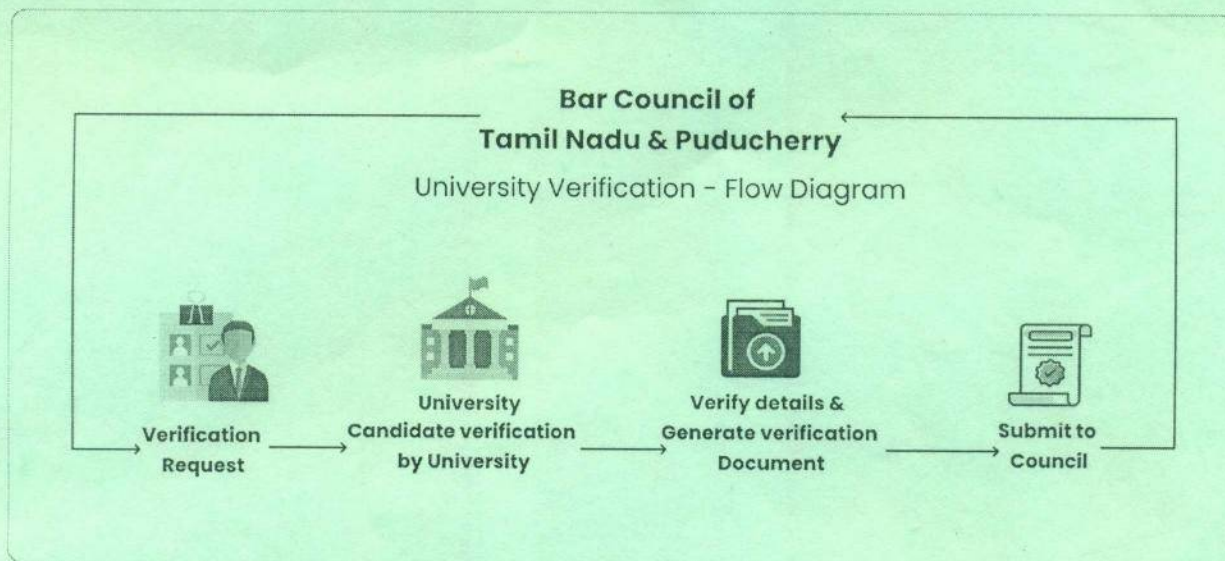 Bar Council of
Tamil Nadu & Puducherry
University Verification - Flow Diagram
Verification
Request
University
Candidate verification
by University
Verify details &
Generate verification
Document
Submit to
Council